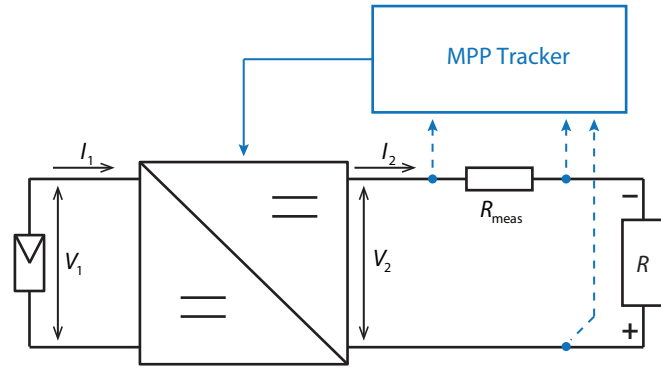 MPP Tracker
I₁
I₂
Rmeas
−
V₁
V₂
R
+